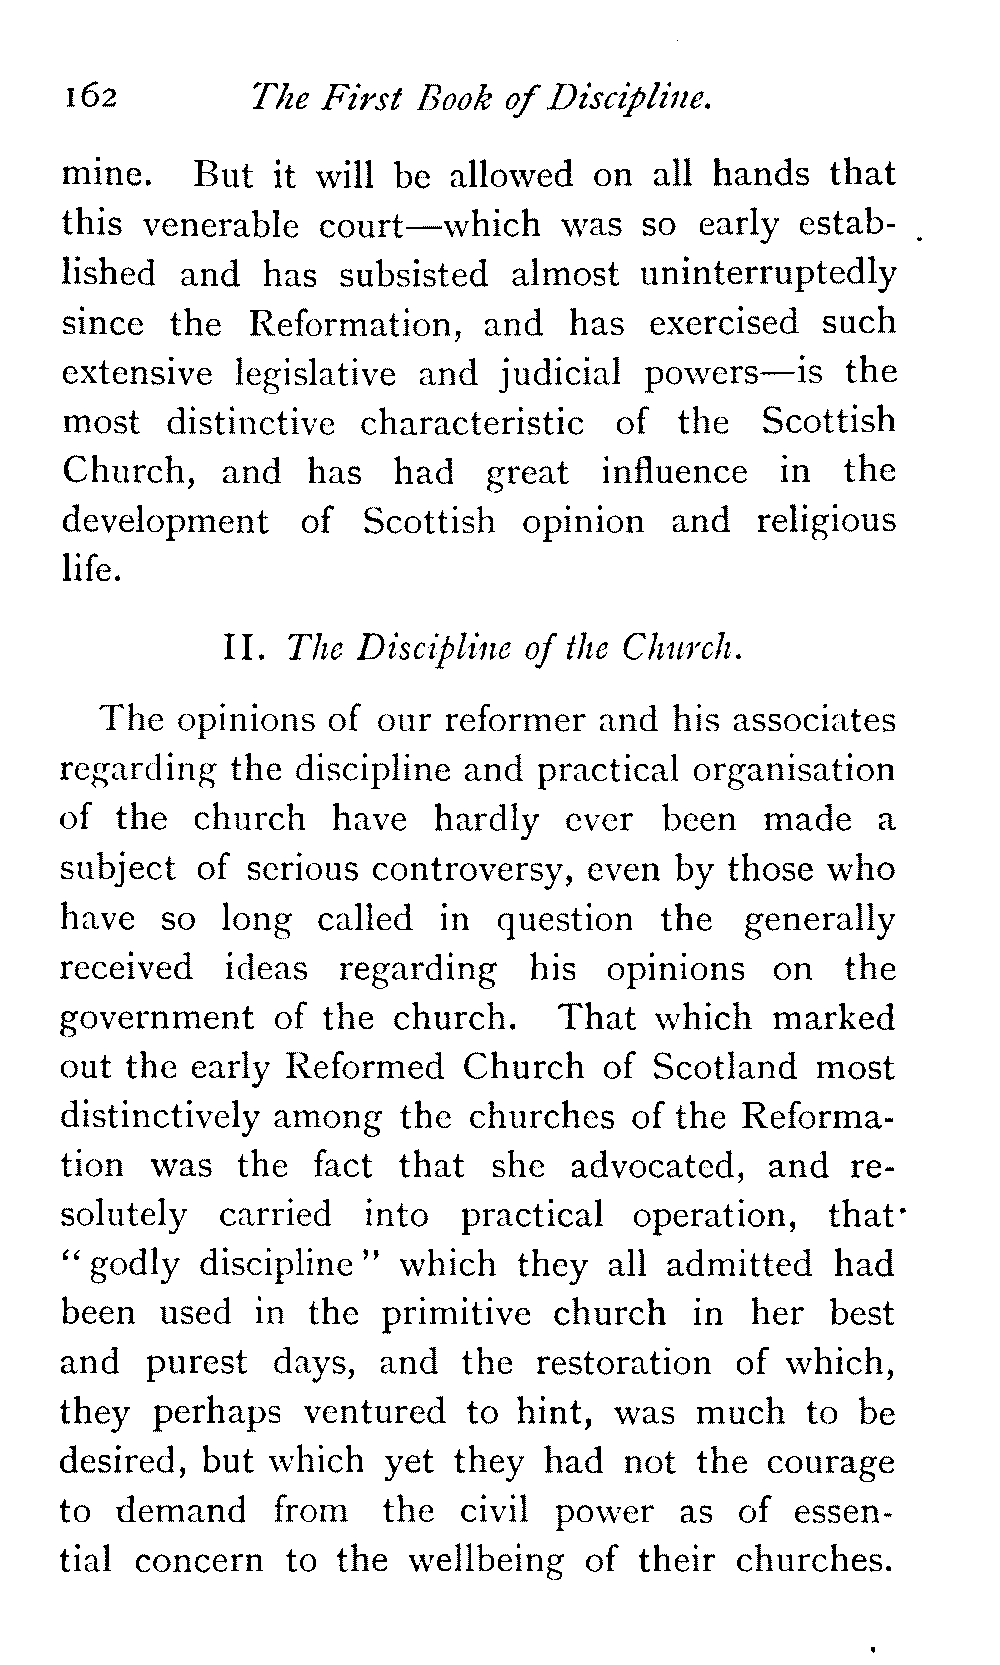 162 The First Book of Discipline.
mine. But it will be allowed on all hands that
this venerable court—which was so early estab-
lished and has subsisted almost uninterruptedly
since the Reformation, and has exercised such
extensive legislative and judicial powers—is the
most distinctive characteristic of the Scottish
Church, and has had great influence in the
development of Scottish opinion and religious
life.
II. The Discipline of the Church.
The opinions of our reformer and his associates
regarding the discipline and practical organisation
of the church have hardly ever been made a
subject of serious controversy, even by those who
have so long called in question the generally
received ideas regarding his opinions on the
government of the church. That which marked
out the early Reformed Church of Scotland most
distinctively among the churches of the Reforma-
tion was the fact that she advocated, and re-
solutely carried into practical operation, that
“godly discipline” which they all admitted had
been used in the primitive church in her best
and purest days, and the restoration of which,
they perhaps ventured to hint, was much to be
desired, but which yet they had not the courage
to demand from the civil power as of essen-
tial concern to the wellbeing of their churches.